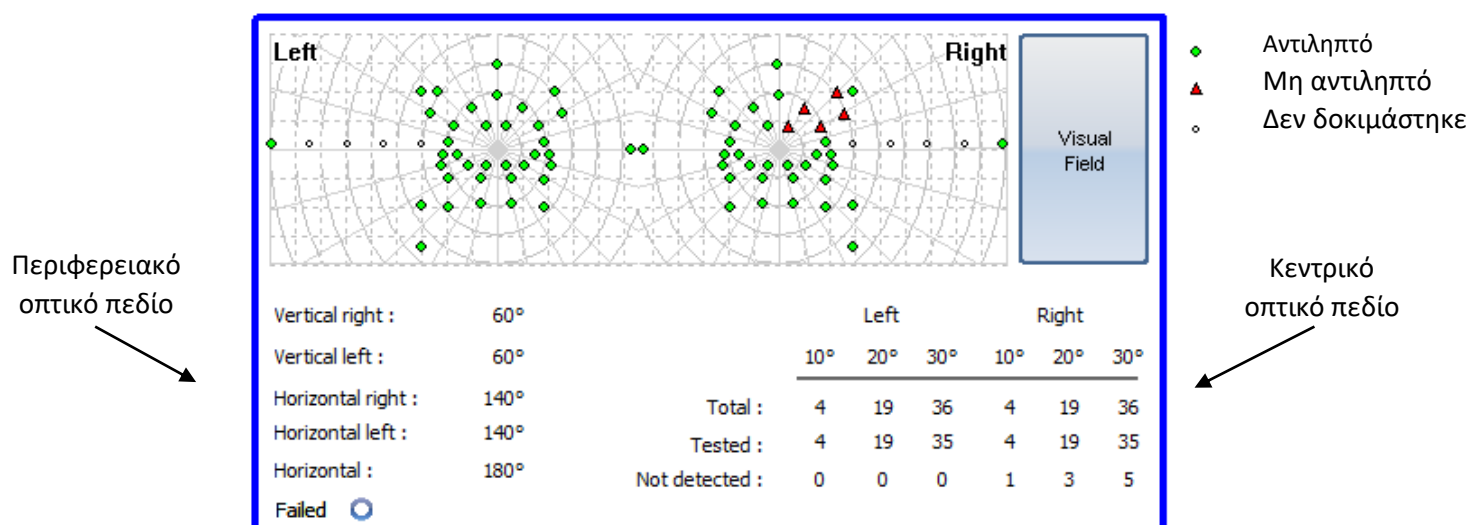 Left
Right
Visual
Field
Αντιληπτό
Μη αντιληπτό
Δεν δοκιμάστηκε
Περιφερειακό
οπτικό πεδίο
Κεντρικό
οπτικό πεδίο
Vertical right : 60°
Vertical left : 60°
Horizontal right : 140°
Horizontal left : 140°
Horizontal : 180°
Failed
Left Right
10° 20° 30° 10° 20° 30°
Total : 4 19 36 4 19 36
Tested : 4 19 35 4 19 35
Not detected : 0 0 0 1 3 5